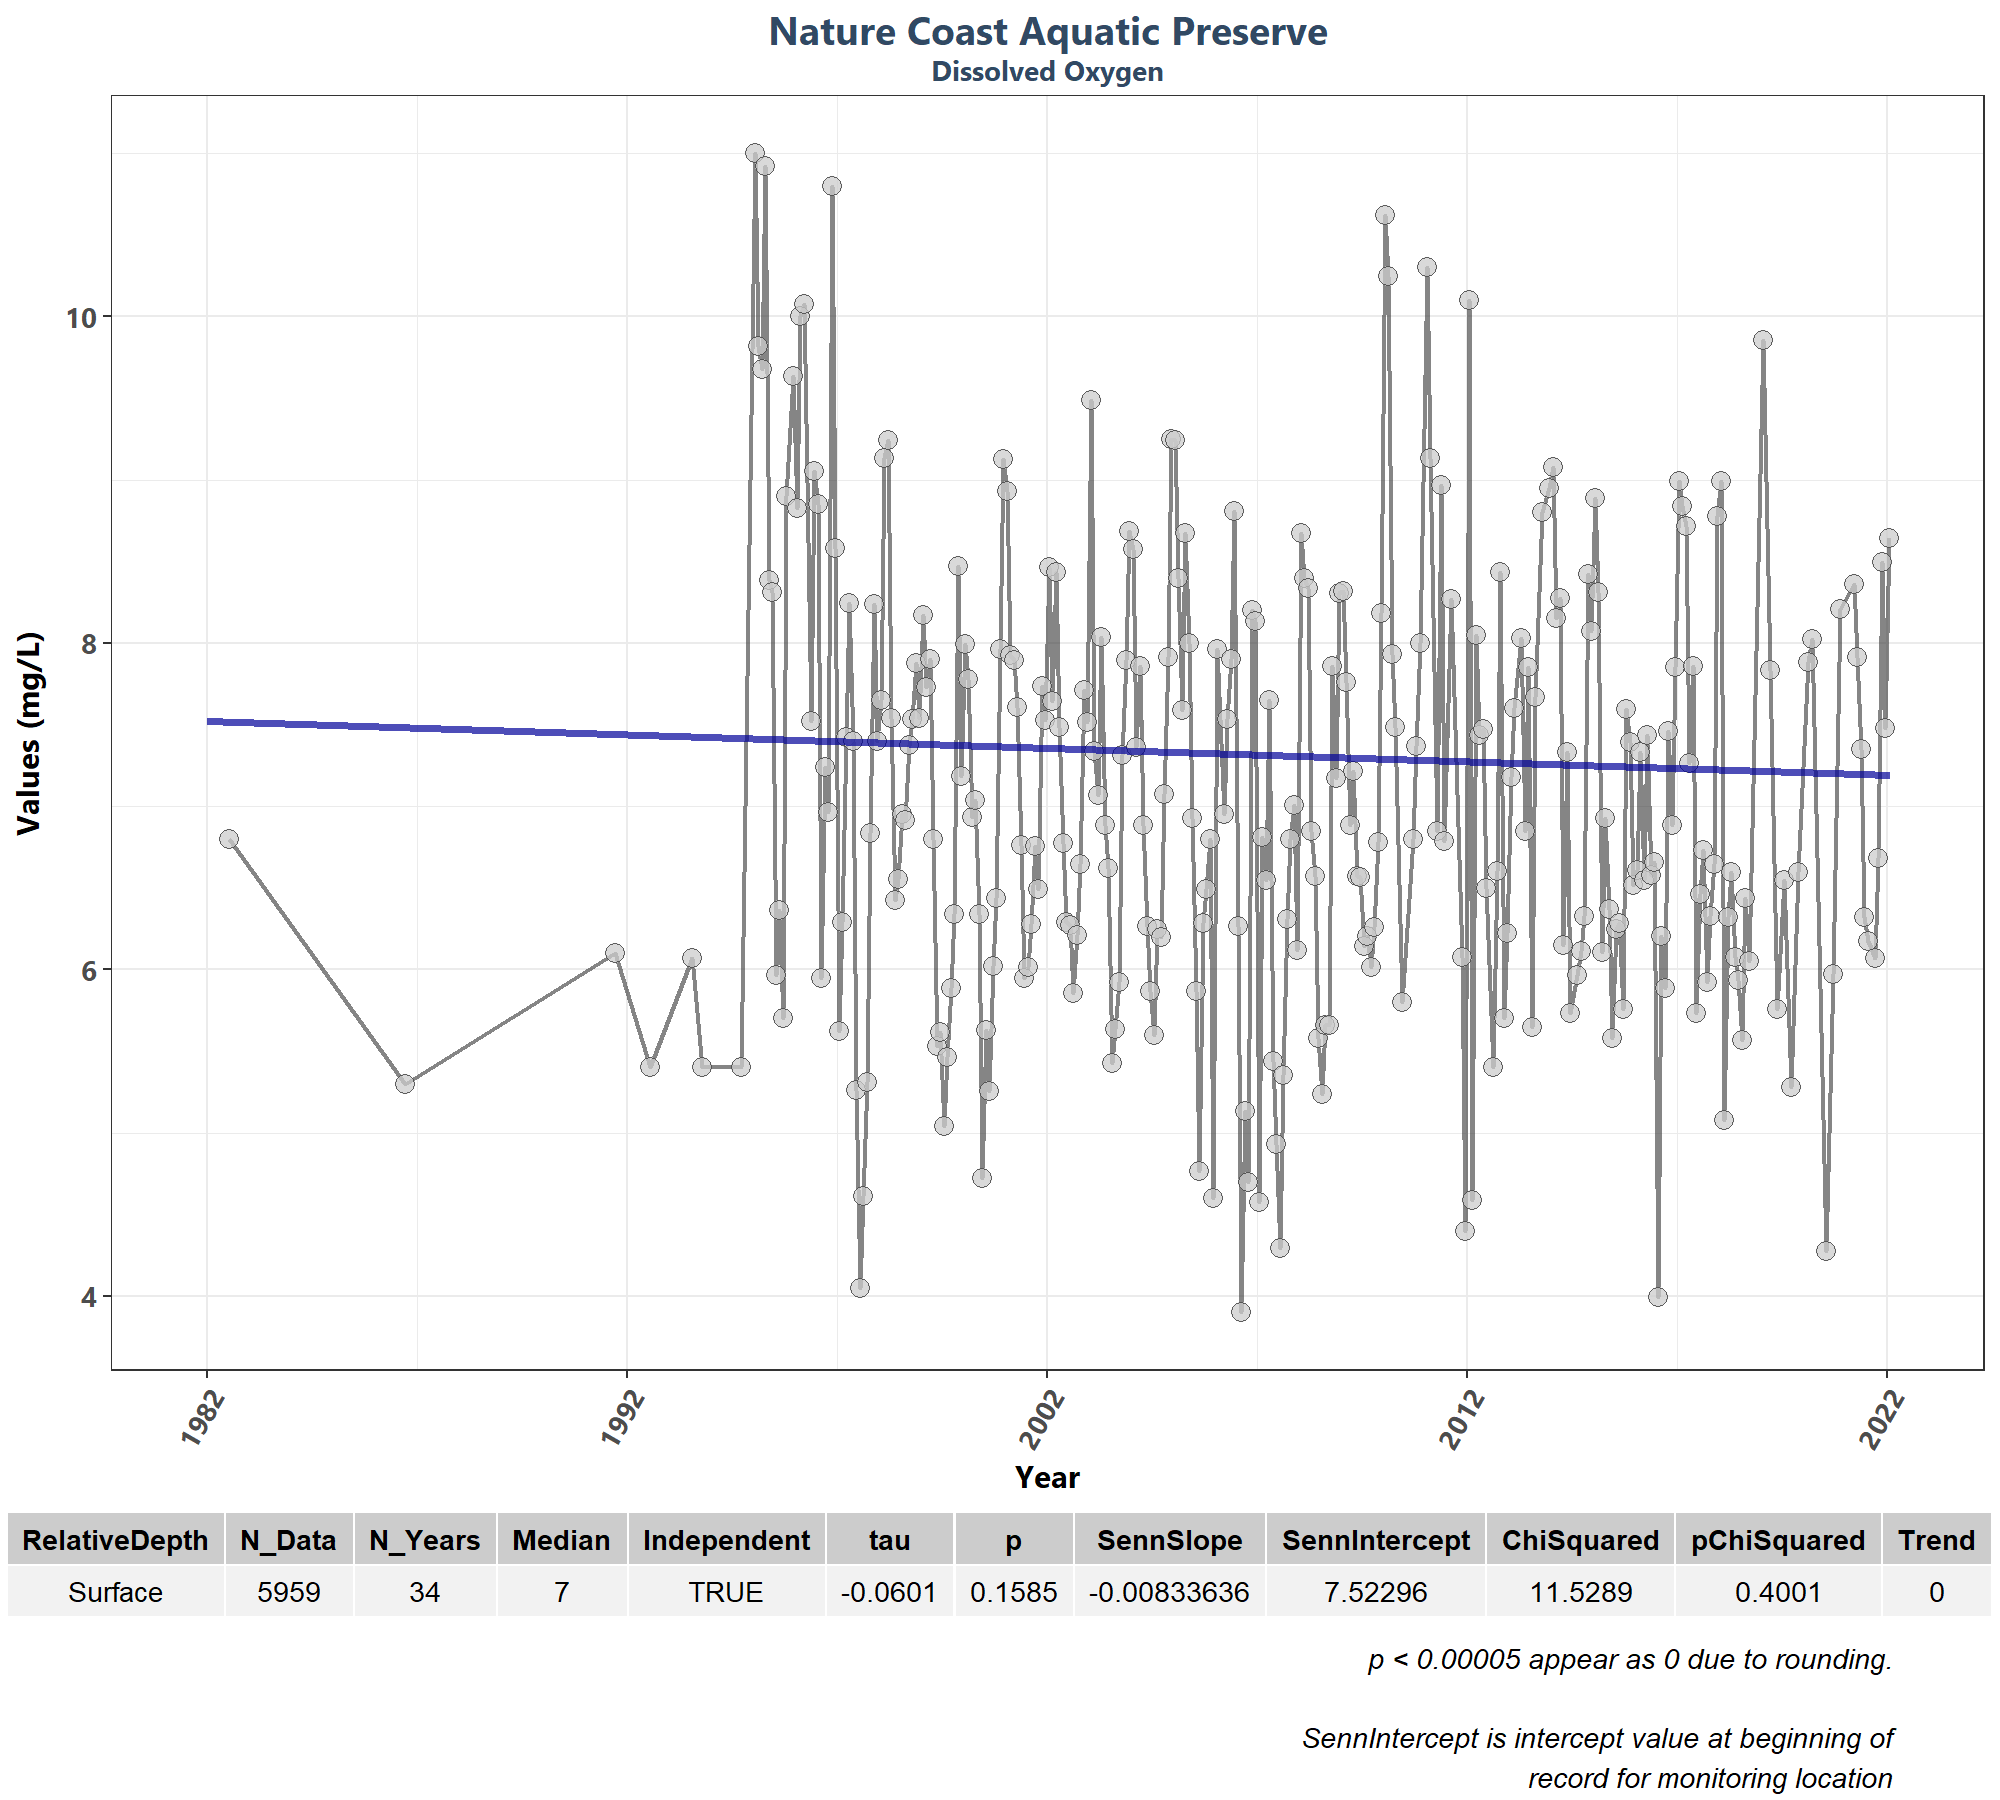 Nature Coast Aquatic Preserve
Dissolved Oxygen
Values (mg/L)
10
8
6
4
1982
1992
2002
2012
2022
Year
RelativeDepth N_Data N_Years Median Independent tau p SennSlope SennIntercept ChiSquared pChiSquared Trend
Surface 5959 34 7 TRUE -0.0601 0.1585 -0.00833636 7.52296 11.5289 0.4001 0
p < 0.00005 appear as 0 due to rounding.
SennIntercept is intercept value at beginning of
record for monitoring location